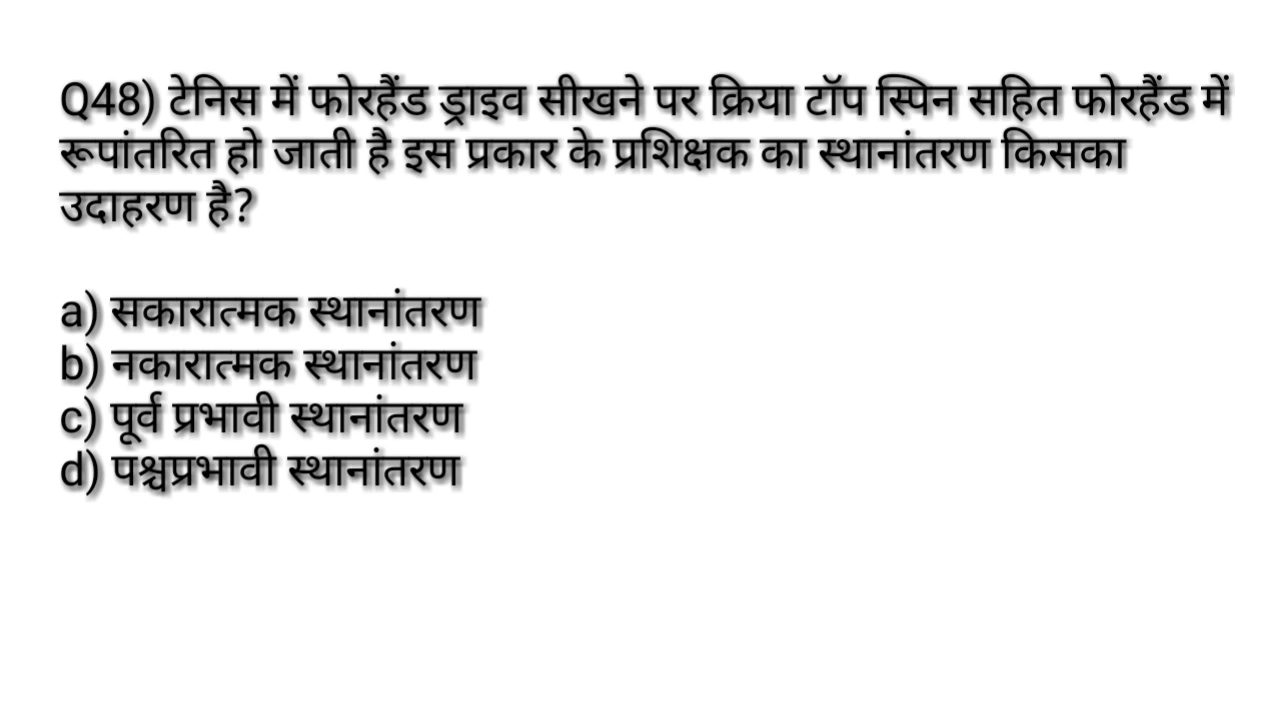 Q48) टेनिस में फोरहैंड ड्राइव सीखने पर क्रिया टॉप स्पिन सहित फोरहैंड में
रूपांतरित हो जाती है इस प्रकार के प्रशिक्षक का स्थानांतरण किसका
उदाहरण है?
a) सकारात्मक स्थानांतरण
b) नकारात्मक स्थानांतरण
c) पूर्व प्रभावी स्थानांतरण
d) पश्चप्रभावी स्थानांतरण